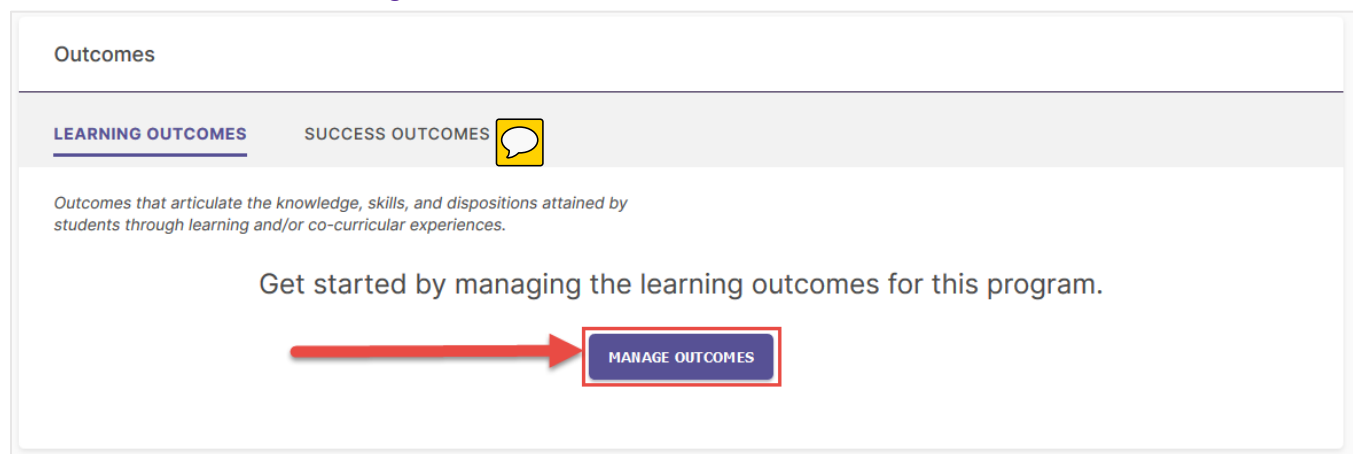 Outcomes
LEARNING OUTCOMES SUCCESS OUTCOMES
Outcomes that articulate the knowledge, skills, and dispositions attained by
students through learning and/or co-curricular experiences.
Get started by managing the learning outcomes for this program.
MANAGE OUTCOMES